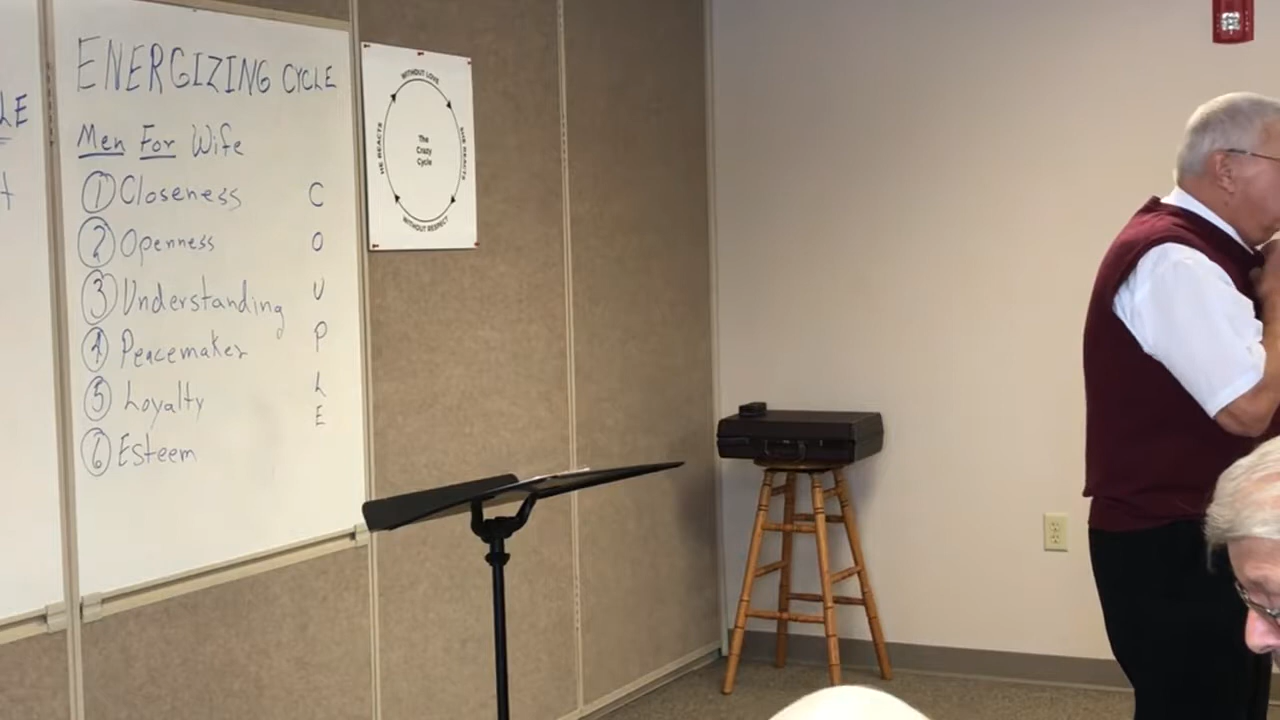 LE
t
ENERGIZING CYCLE
Men For Wife
1 Closeness C
2 Openness O
3 Understanding U
4 Peacemaker P
5 Loyalty L
6 Esteem E
WITHOUT LOVE
SHE REACTS
WITHOUT RESPECT
HE REACTS
The
Crazy
Cycle